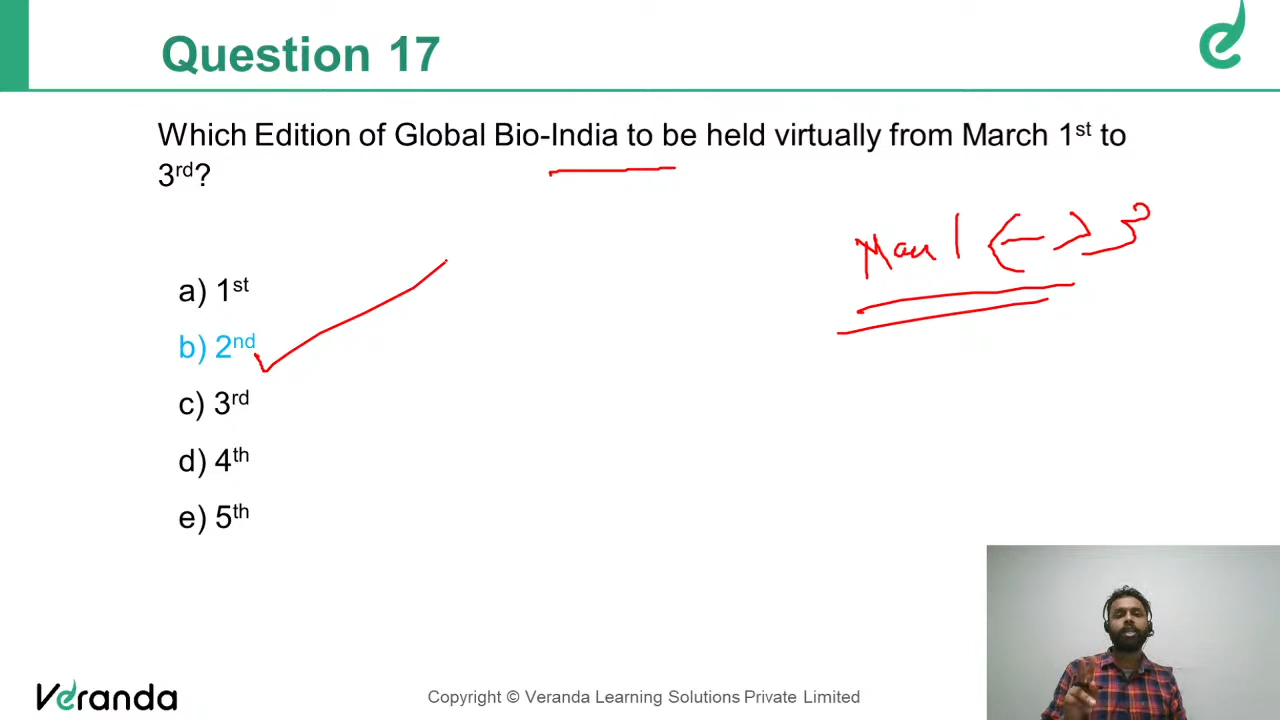 Question 17
Which Edition of Global Bio-India to be held virtually from March 1st to
3rd?
Mar 1 3
a) 1st
b) 2nd
c) 3rd
d) 4th
e) 5th
Veranda
Copyright © Veranda Learning Solutions Private Limited